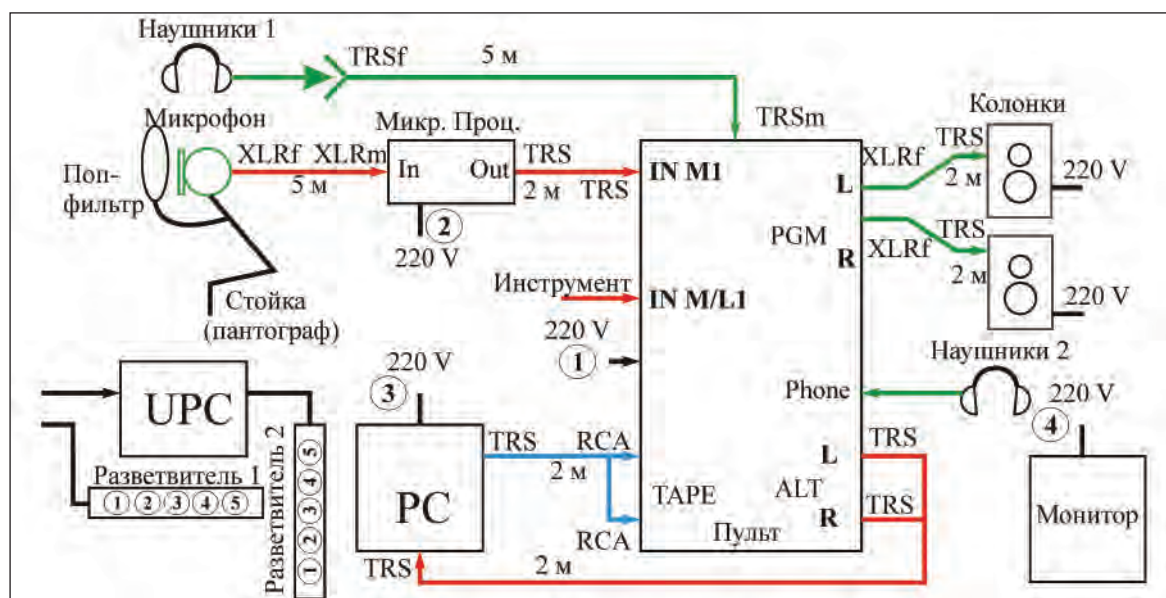 Наушники 1
TRSf 5 м
TRSm
Колонки
Микрофон
Микр. Проц.
XLRf XLRm
5 м
In Out
TRS
2 м
TRS
IN M1
L
XLRf
TRS
2 м
220 V
Поп-
фильтр
2
220 V
PGM
R
XLRf
TRS
2 м
220 V
Стойка
(пантограф)
Инструмент
IN M/L1
220 V
1
Наушники 2
Phone
220 V
4
220 V
3
UPC
Разветвитель 1
1 2 3 4 5
Разветвитель 2
1 2 3 4 5
PC
TRS RCA
2 м
TAPE
RCA
L
ALT
R
TRS
TRS
Пульт
Монитор
TRS
2 м